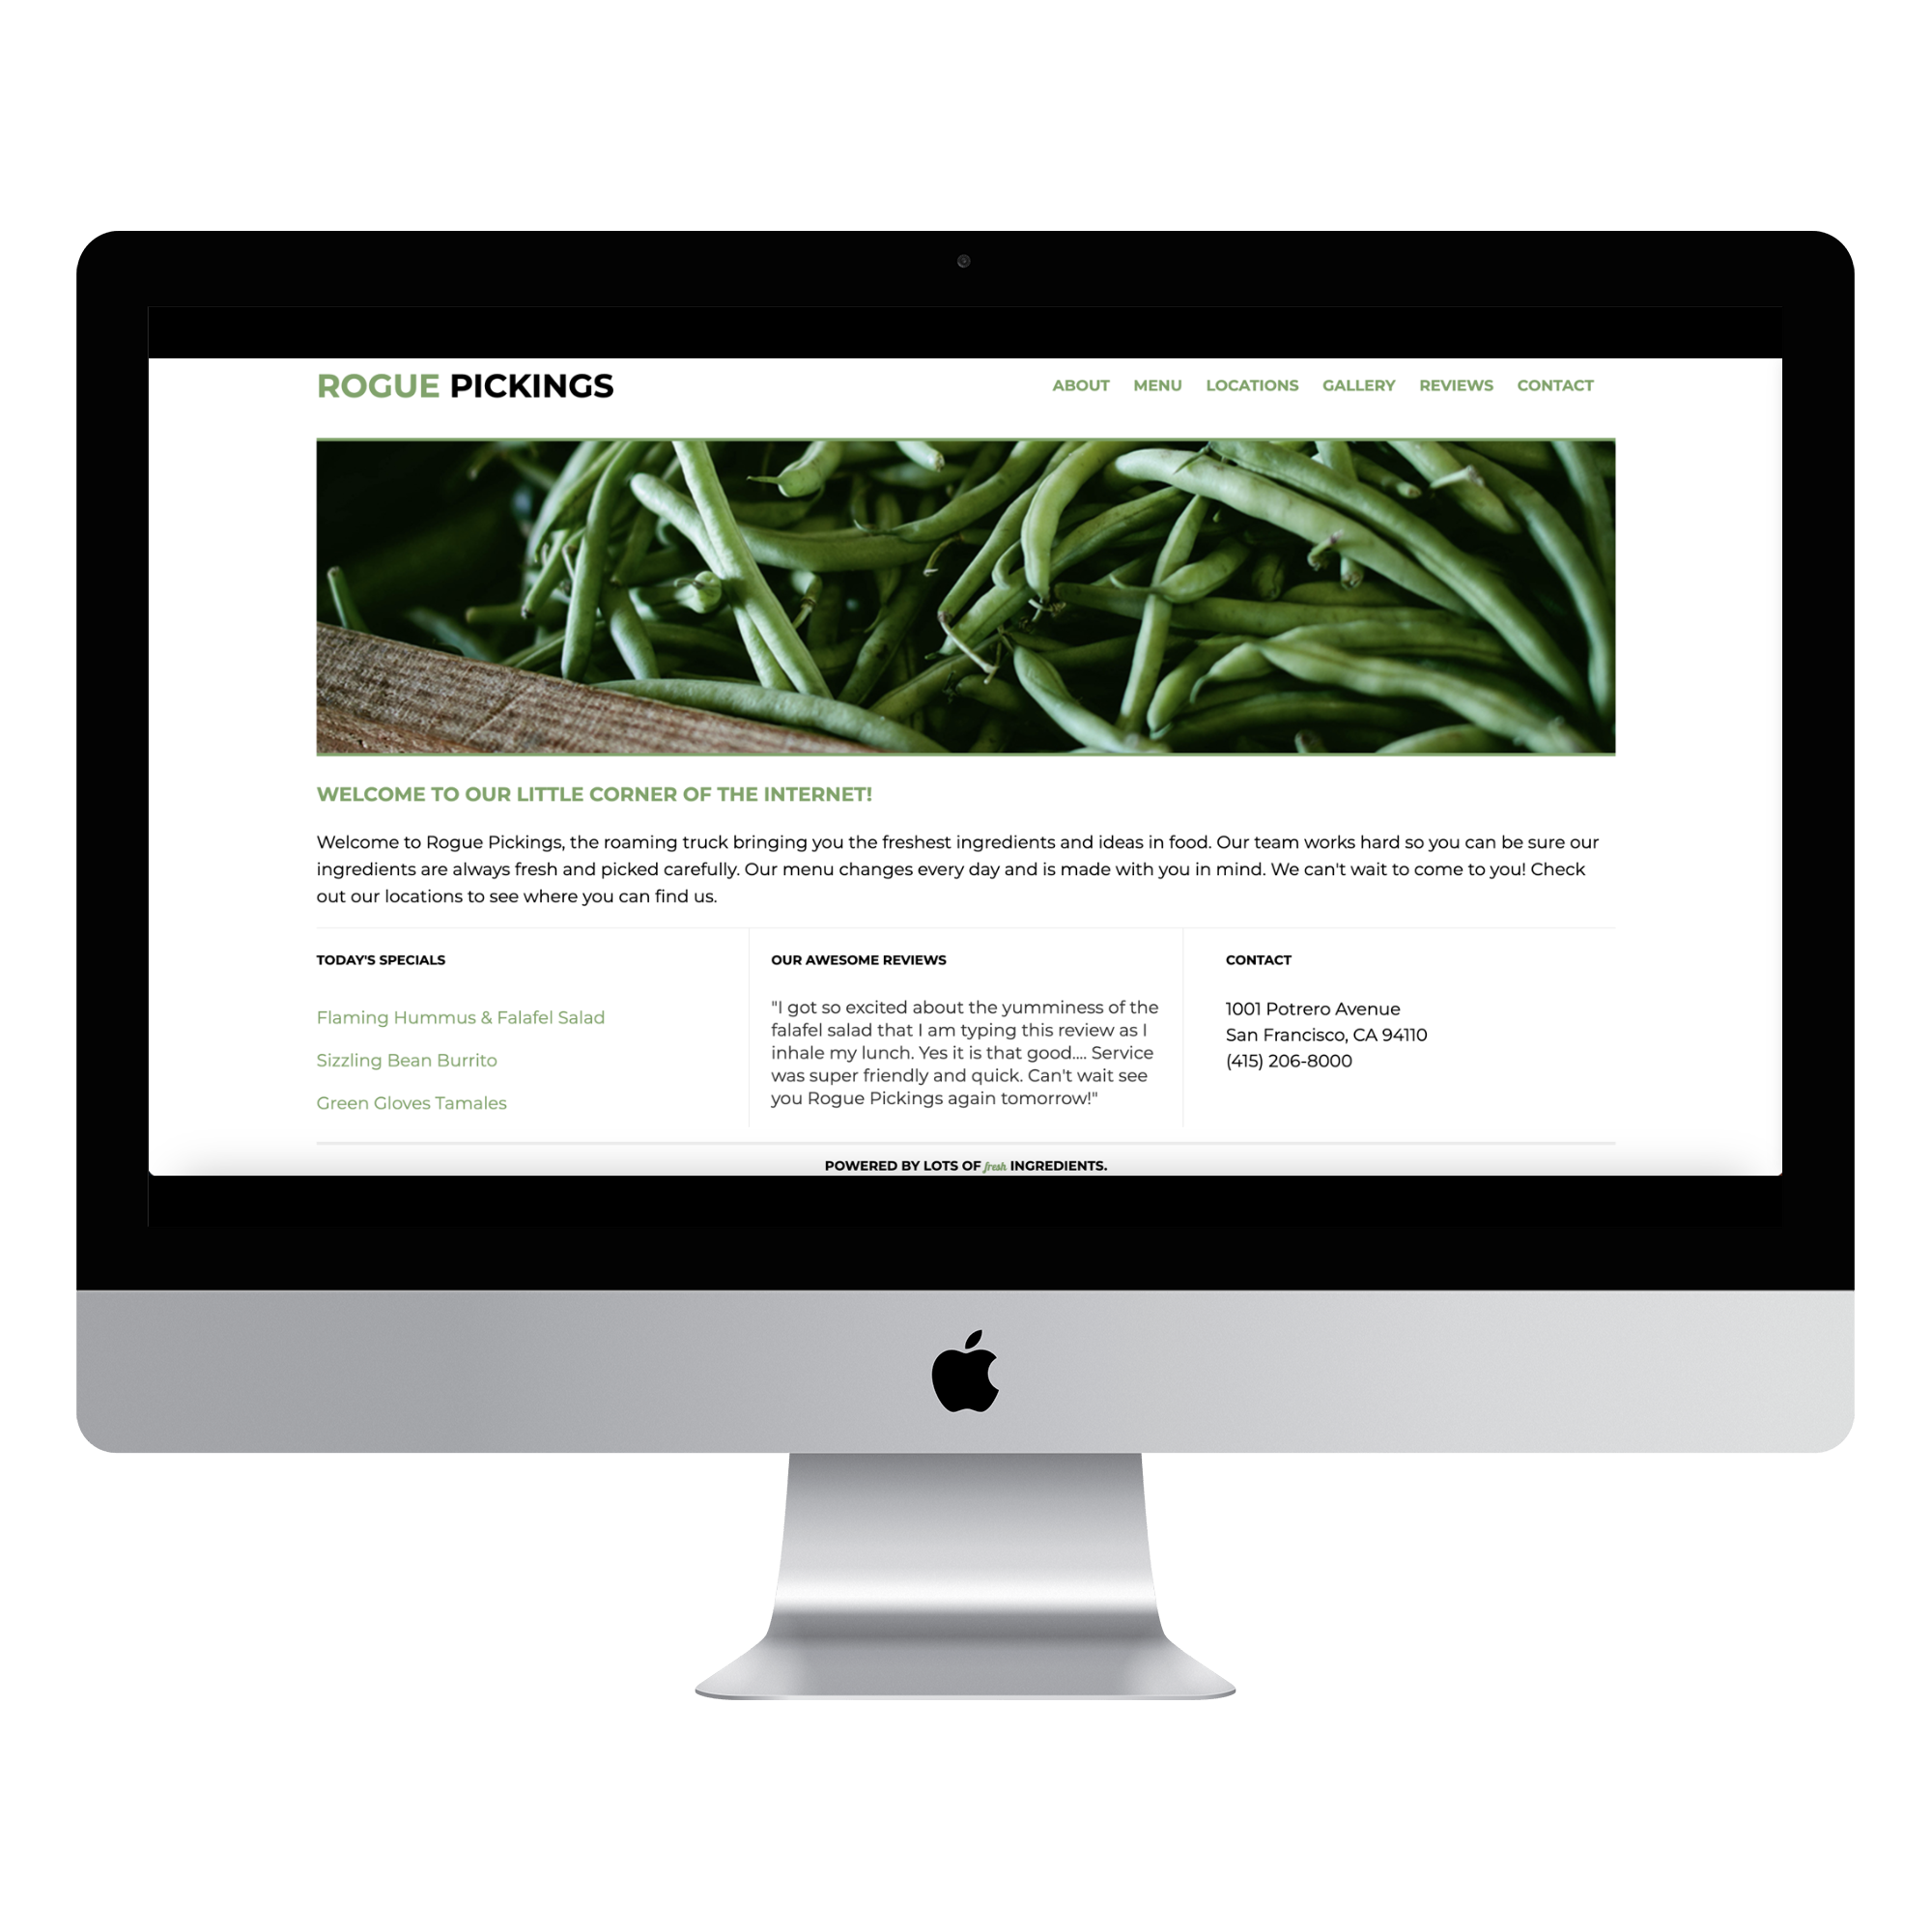 ROGUE PICKINGS
ABOUT MENU LOCATIONS GALLERY REVIEWS CONTACT
WELCOME TO OUR LITTLE CORNER OF THE INTERNET!
Welcome to Rogue Pickings, the roaming truck bringing you the freshest ingredients and ideas in food. Our team works hard so you can be sure our
ingredients are always fresh and picked carefully. Our menu changes every day and is made with you in mind. We can't wait to come to you! Check
out our locations to see where you can find us.
TODAY'S SPECIALS
Flaming Hummus & Falafel Salad
Sizzling Bean Burrito
Green Gloves Tamales
OUR AWESOME REVIEWS
"I got so excited about the yumminess of the
falafel salad that I am typing this review as I
inhale my lunch. Yes it is that good.... Service
was super friendly and quick. Can't wait see
you Rogue Pickings again tomorrow!"
CONTACT
1001 Potrero Avenue
San Francisco, CA 94110
(415) 206-8000
POWERED BY LOTS OF fresh INGREDIENTS.